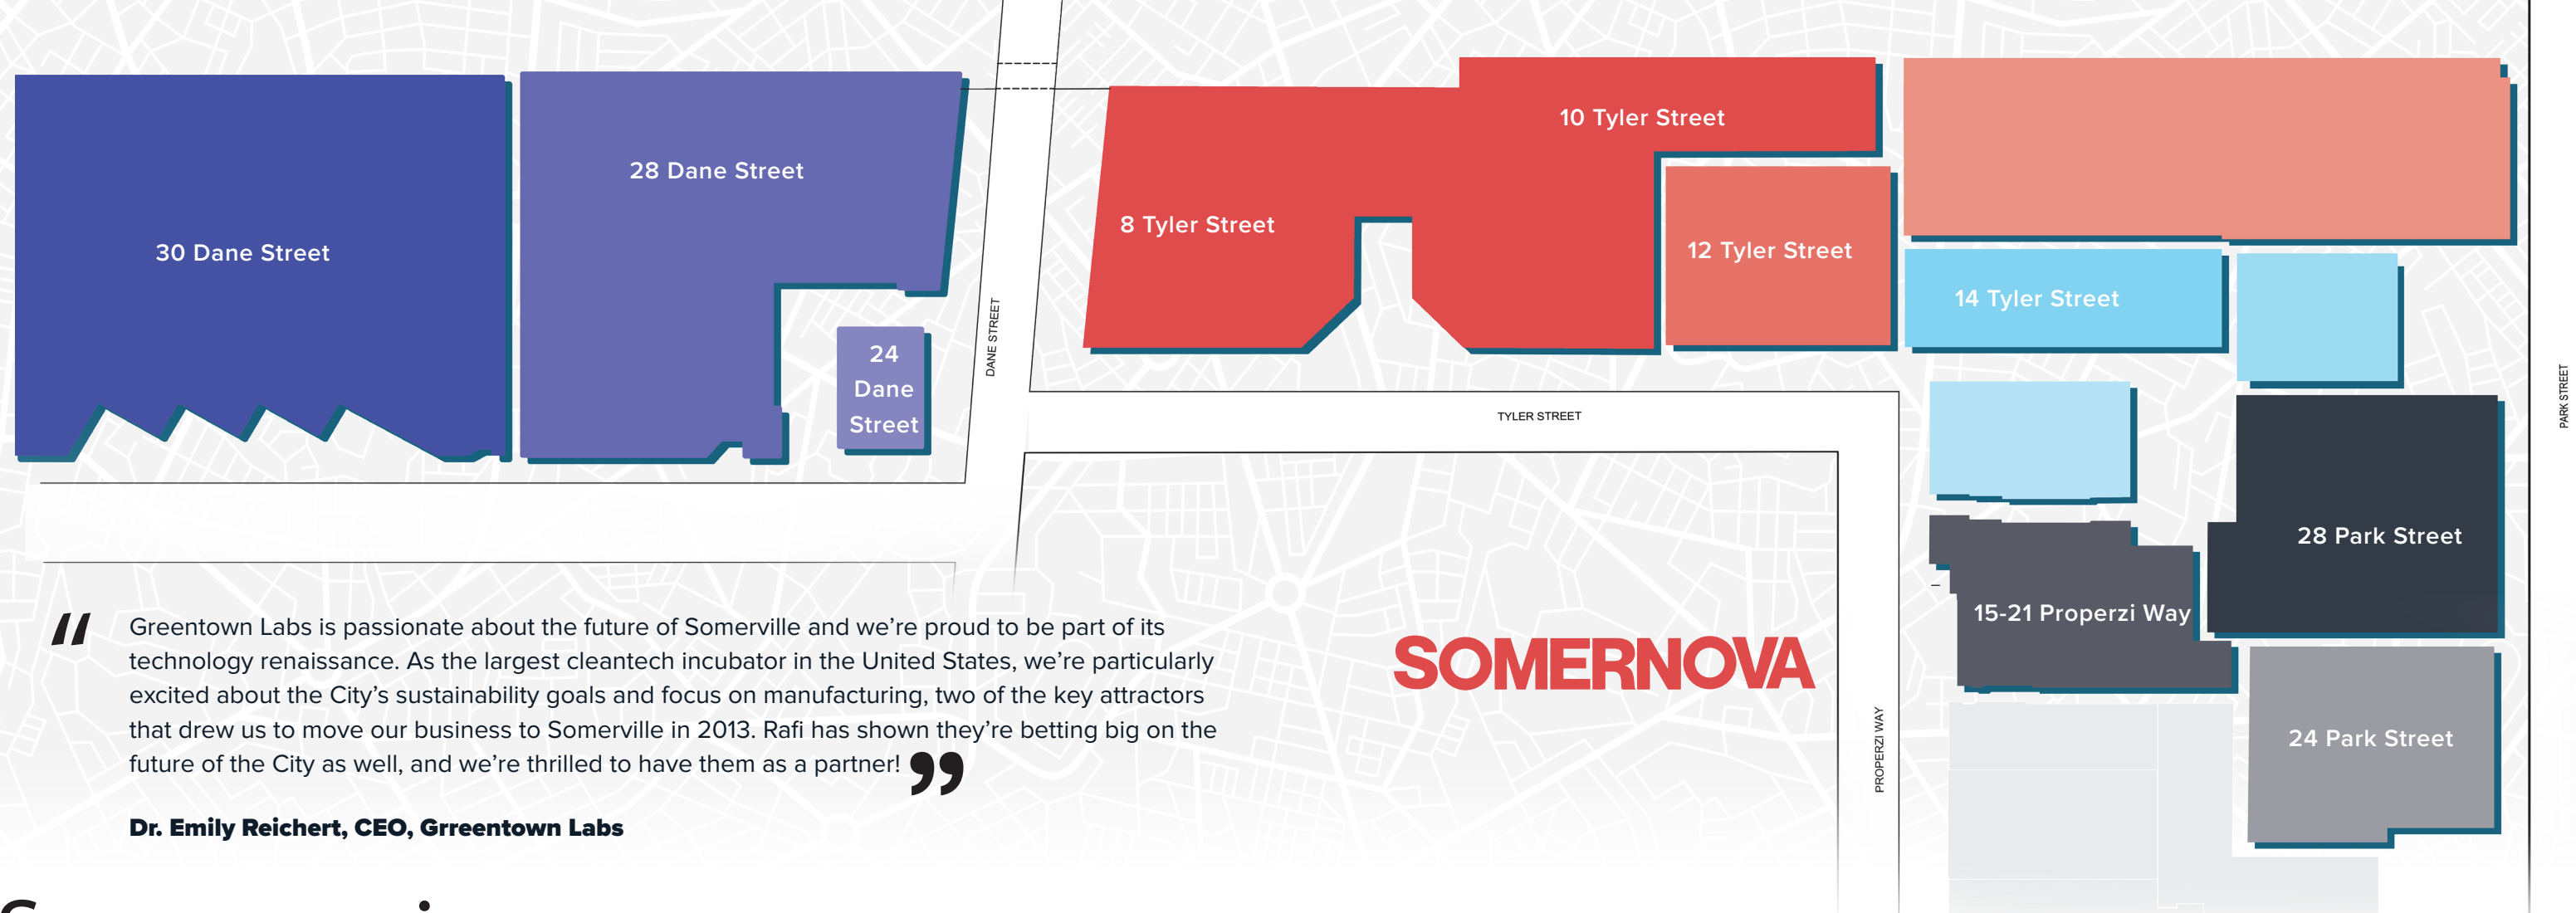 30 Dane Street
28 Dane Street
24
Dane
Street
DANE STREET
8 Tyler Street
10 Tyler Street
12 Tyler Street
14 Tyler Street
TYLER STREET
PARK STREET
28 Park Street
15-21 Properzi Way
24 Park Street
PROPERZI WAY
SOMERNOVA
“ Greentown Labs is passionate about the future of Somerville and we’re proud to be part of its
technology renaissance. As the largest cleantech incubator in the United States, we’re particularly
excited about the City’s sustainability goals and focus on manufacturing, two of the key attractors
that drew us to move our business to Somerville in 2013. Rafi has shown they’re betting big on the
future of the City as well, and we’re thrilled to have them as a partner! ”
Dr. Emily Reichert, CEO, Grreentown Labs